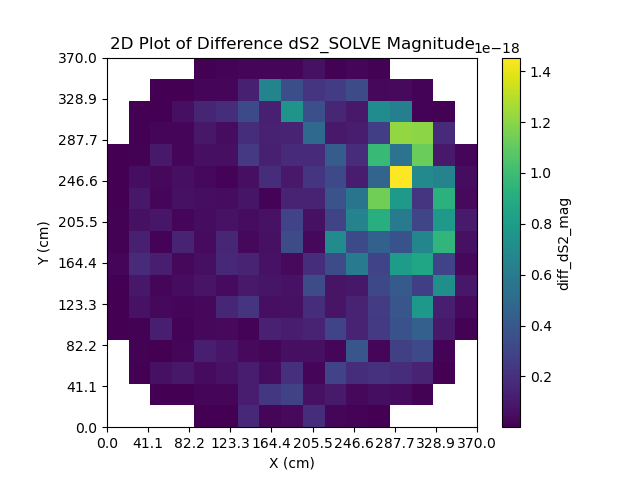 2D Plot of Difference dS2_SOLVE Magnitude
1e−18
370.0
328.9
287.7
246.6
205.5
164.4
123.3
82.2
41.1
0.0
Y (cm)
0.0 41.1 82.2 123.3 164.4 205.5 246.6 287.7 328.9 370.0
X (cm)
1.4
1.2
1.0
0.8
0.6
0.4
0.2
diff_dS2_mag